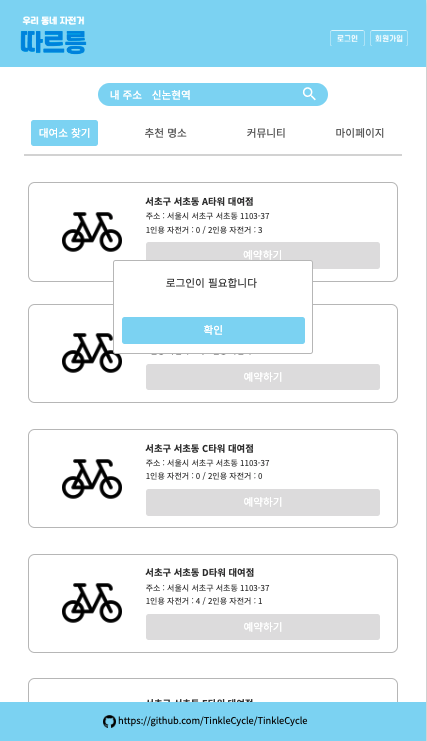 우리 동네 자전거
따르릉
로그인
회원가입
내 주소 신논현역
대여소 찾기
추천 명소
커뮤니티
마이페이지
서초구 서초동 A타워 대여점
주소 : 서울시 서초구 서초동 1103-37
1인용 자전거 : 0 / 2인용 자전거 : 3
예약하기
로그인이 필요합니다
확인
예약하기
서초구 서초동 C타워 대여점
주소 : 서울시 서초구 서초동 1103-37
1인용 자전거 : 0 / 2인용 자전거 : 0
예약하기
서초구 서초동 D타워 대여점
주소 : 서울시 서초구 서초동 1103-37
1인용 자전거 : 4 / 2인용 자전거 : 1
예약하기
https://github.com/TinkleCycle/TinkleCycle